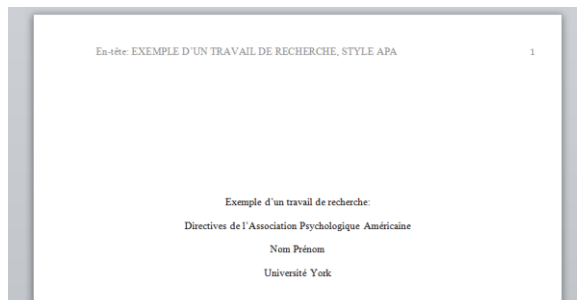 En-tête: EXEMPLE D'UN TRAVAIL DE RECHERCHE, STYLE APA 1
Exemple d'un travail de recherche:
Directives de l'Association Psychologique Américaine
Nom Prénom
Université York